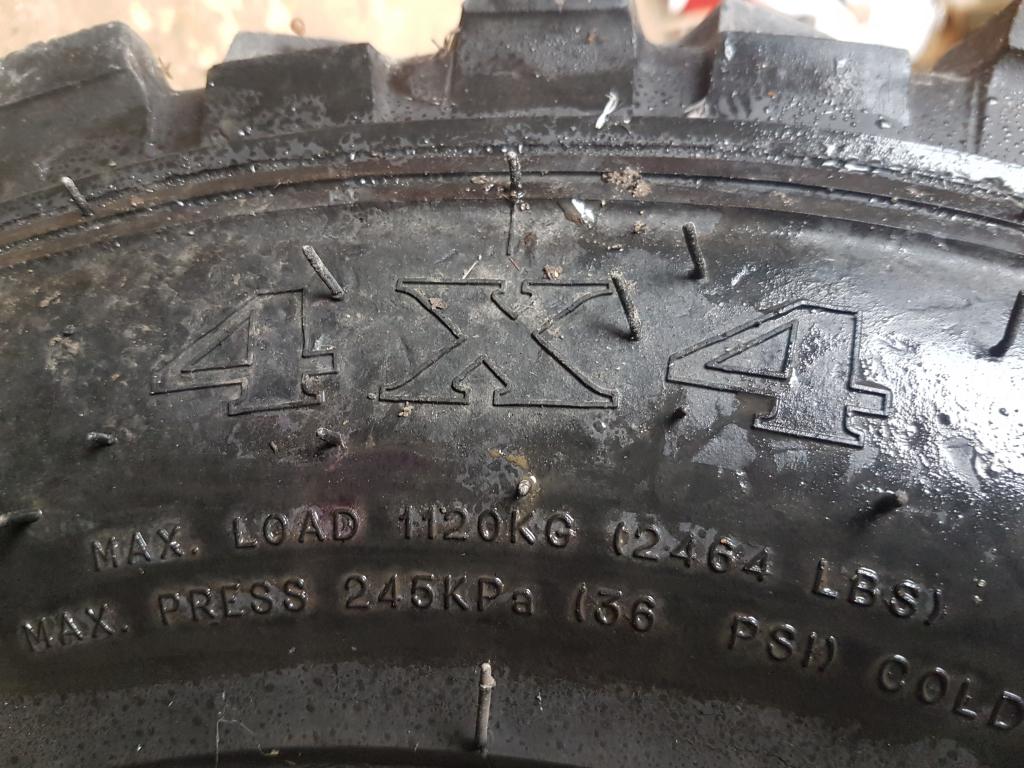 4X4
MAX. LOAD 1120KG (2464 LBS)
MAX. PRESS 245KPa (36 PSI) COLD